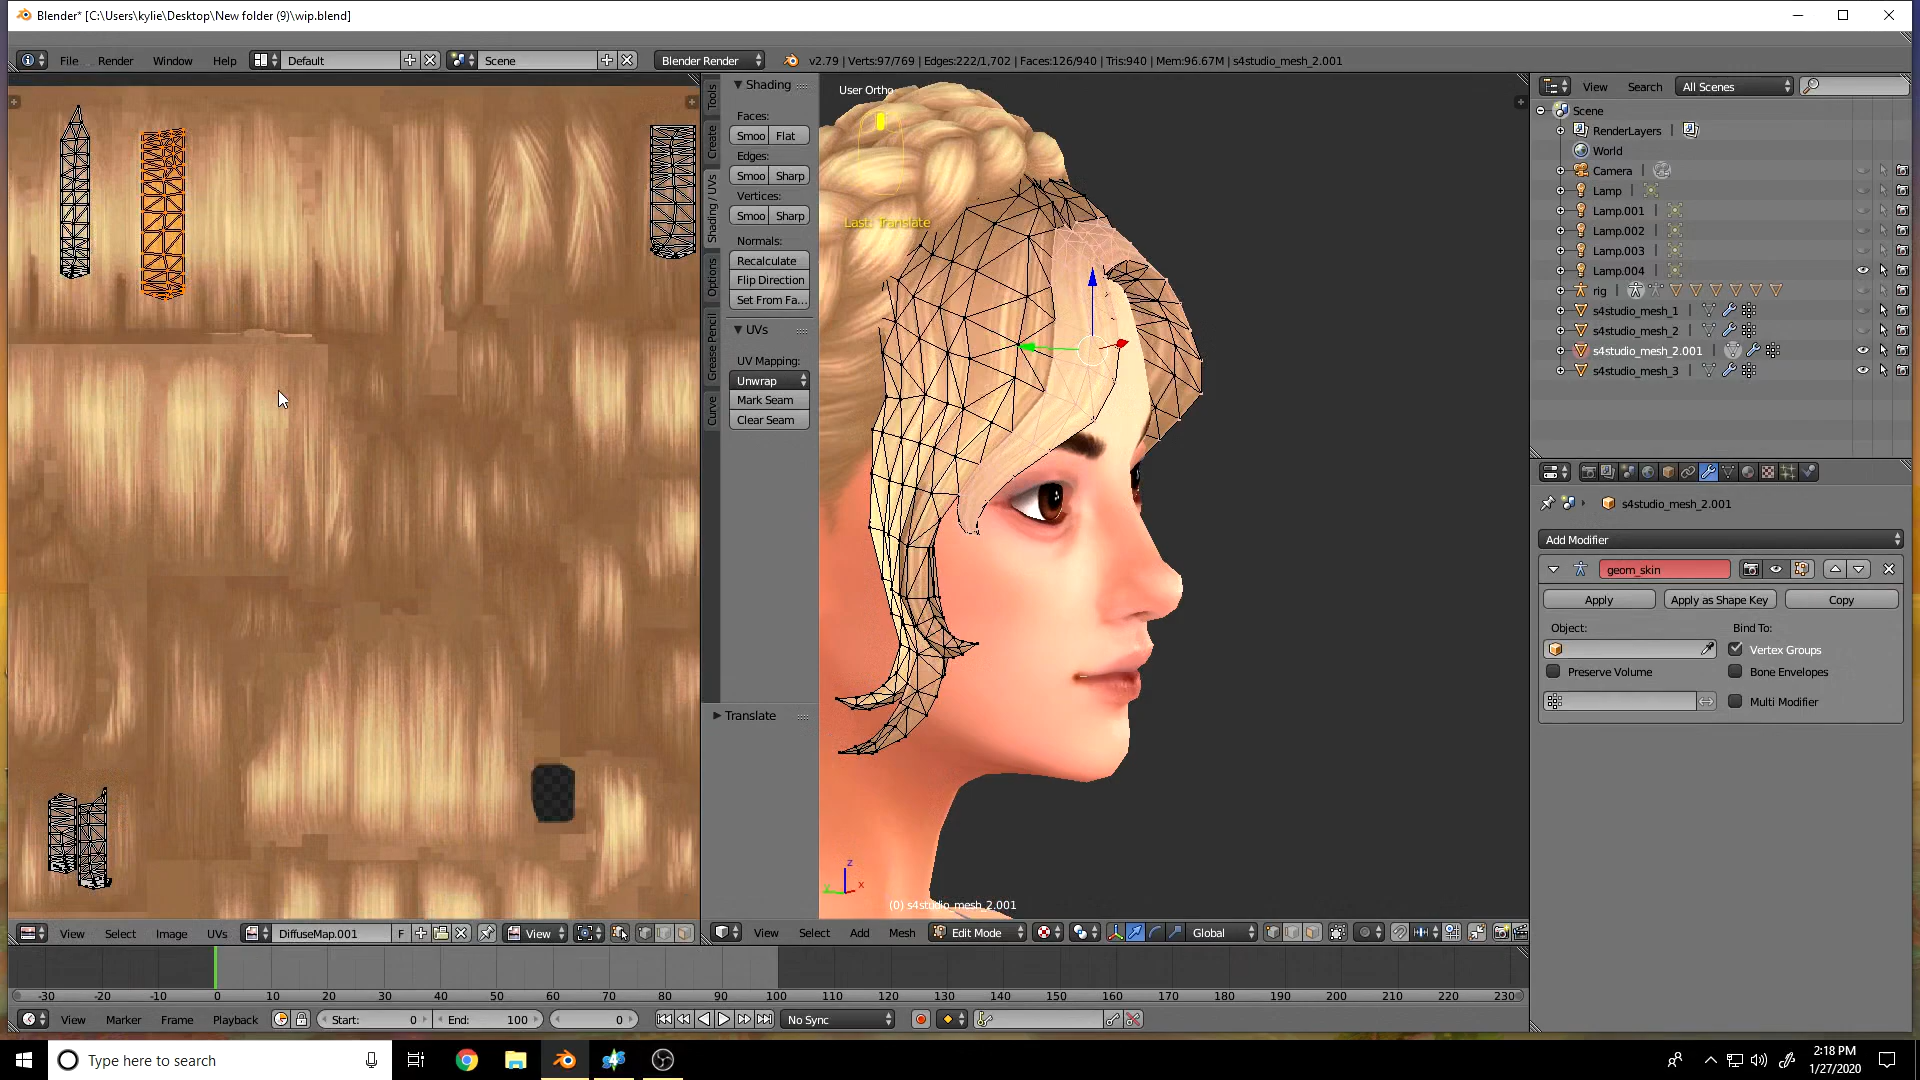 Blender* [C:\Users\kylie\Desktop\New folder (9)\wip.blend]
File Render Window Help Default Scene Blender Render v2.79 | Verts:97/769 | Edges:222/1,702 | Faces:126/940 | Tris:940 | Mem:96.67M | s4studio_mesh_2.001
Tools
Create
Shading / UVs
Options
Grease Pencil
Curve
Shading
Faces:
Smoo Flat
Edges:
Smoo Sharp
Vertices:
Smoo Sharp
Normals:
Recalculate
Flip Direction
Set From Fa...
UVs
UV Mapping:
Unwrap
Mark Seam
Clear Seam
Translate
User Ortho
Last: Translate
z
y x
(0) s4studio_mesh_2.001
View Search All Scenes
Scene
RenderLayers |
World
Camera |
Lamp |
Lamp.001 |
Lamp.002 |
Lamp.003 |
Lamp.004 |
rig |
s4studio_mesh_1 |
s4studio_mesh_2 |
s4studio_mesh_2.001 |
s4studio_mesh_3 |
s4studio_mesh_2.001
Add Modifier
geom_skin
Apply Apply as Shape Key Copy
Object: Bind To:
Vertex Groups
Preserve Volume Bone Envelopes
Multi Modifier
View Select Image UVs DiffuseMap.001 F View
View Select Add Mesh Edit Mode Global
-30 -20 -10 0 10 20 30 40 50 60 70 80 90 100 110 120 130 140 150 160 170 180 190 200 210 220 230
View Marker Frame Playback Start: 0 End: 100 0 No Sync
Type here to search
2:18 PM
1/27/2020